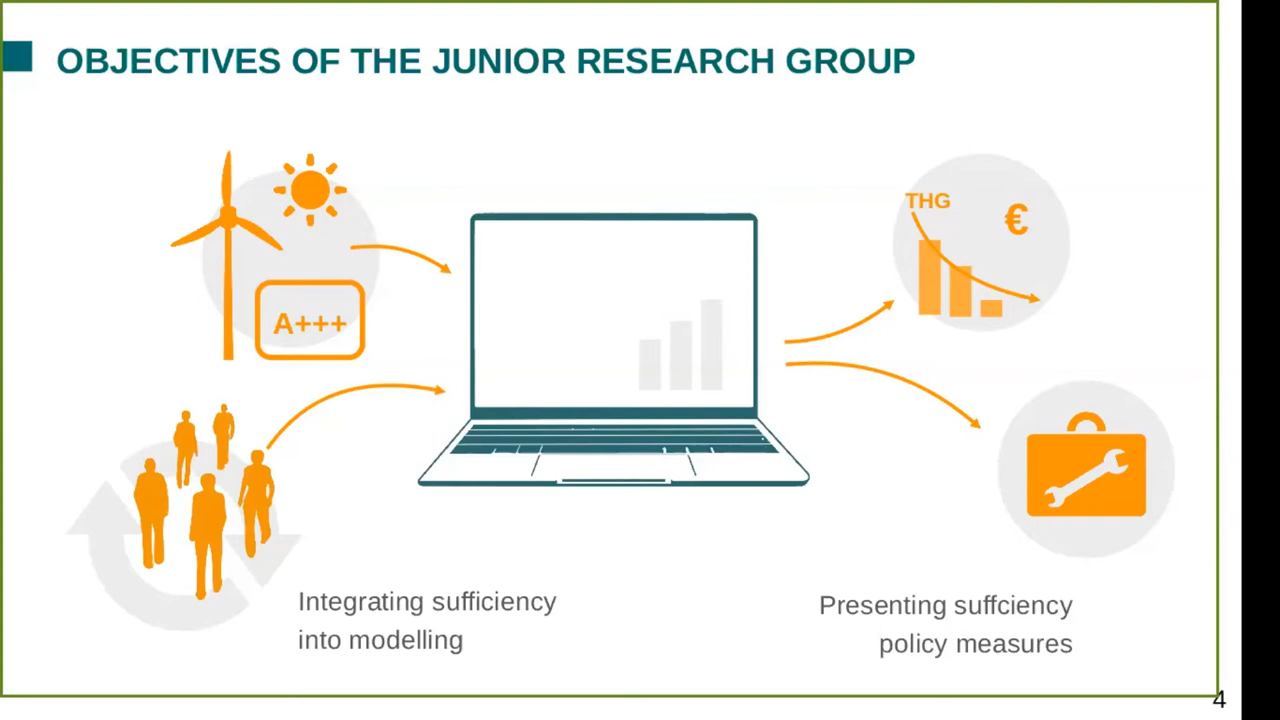 OBJECTIVES OF THE JUNIOR RESEARCH GROUP
THG
€
A+++
Integrating sufficiency
into modelling
Presenting suffciency
policy measures
4